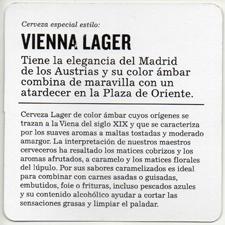 Cerveza especial estilo:
VIENNA LAGER
Tiene la elegancia del Madrid
de los Austrias y su color ámbar
combina de maravilla con un
atardecer en la Plaza de Oriente.
Cerveza Lager de color ámbar cuyos orígenes se
trazan a la Viena del siglo XIX y que se caracteriza
por los suaves aromas a maltas tostadas y moderado
amargor. La interpretación de nuestros maestros
cerveceros ha resaltado los matices cobrizos y los
aromas afrutados, a caramelo y los matices florales
del lúpulo. Por sus sabores caramelizados es ideal
para combinar con carnes asadas o guisadas,
embutidos, foie o frituras, incluso pescados azules
y su contenido alcohólico ayudar a cortar las
sensaciones grasas y limpiar el paladar.